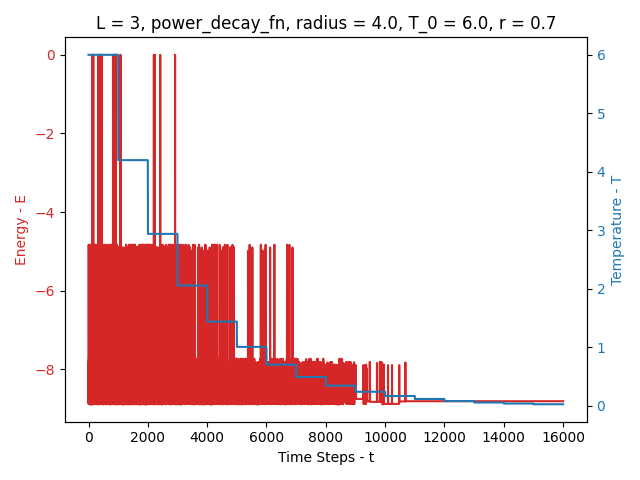 L = 3, power_decay_fn, radius = 4.0, T_0 = 6.0, r = 0.7
0
−2
−4
−6
−8
Energy - E
6
5
4
3
2
1
0
Temperature - T
0 2000 4000 6000 8000 10000 12000 14000 16000
Time Steps - t